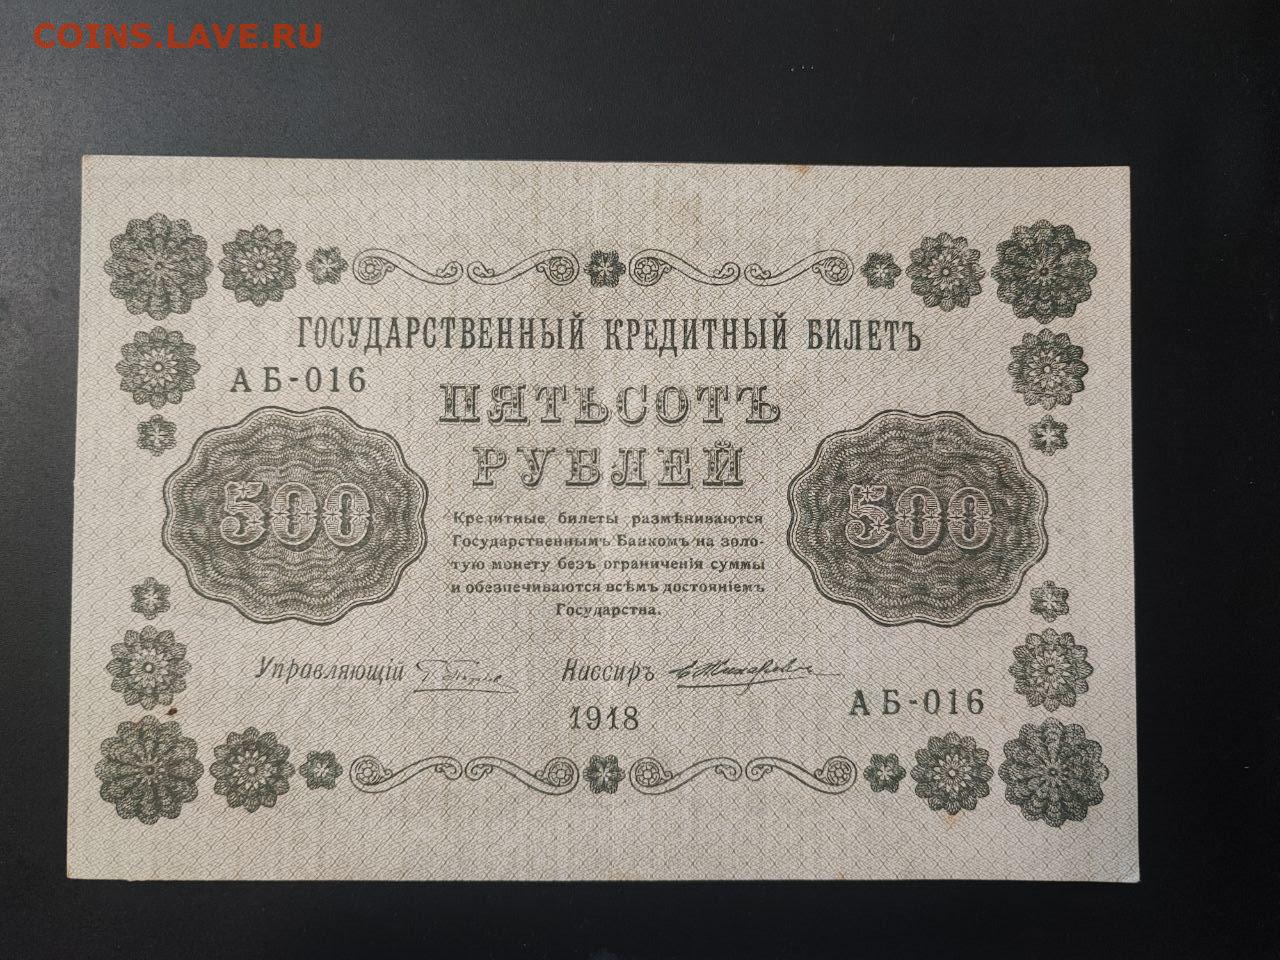 COINS.LAVE.RU
ГОСУДАРСТВЕННЫЙ КРЕДИТНЫЙ БИЛЕТЪ
АБ-016
ПЯТЬСОТЪ
РУБЛЕЙ
500
500
Кредитные билеты размѣниваются
Государственнымъ Банкомъ на золо-
тую монету безъ ограниченія суммы
и обезпечиваются всѣмъ достояніемъ
Государства.
Управляющій
Кассиръ
АБ-016
1918